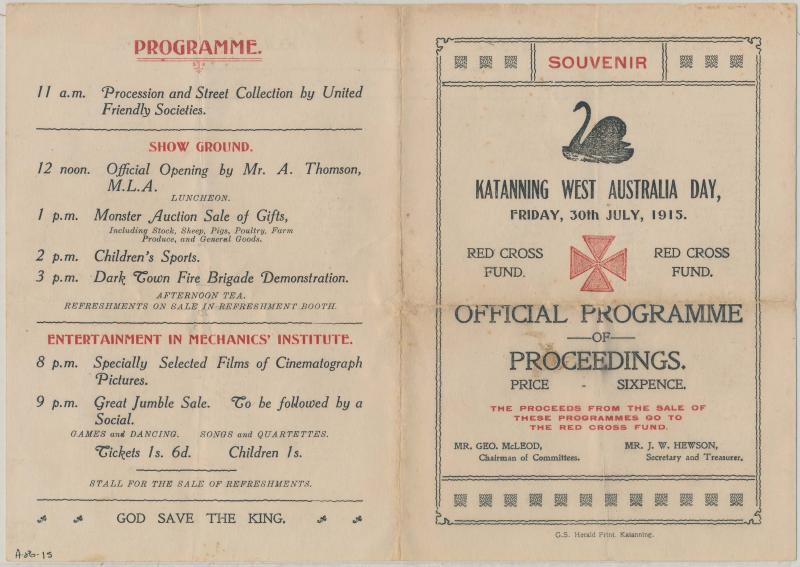 PROGRAMME.
11 a.m. Procession and Street Collection by United
Friendly Societies.
SHOW GROUND.
12 noon. Official Opening by Mr. A. Thomson,
M.L.A.
LUNCHEON.
1 p.m. Monster Auction Sale of Gifts,
Including Stock, Sheep, Pigs, Poultry, Farm
Produce, and General Goods.
2 p.m. Children's Sports.
3 p.m. Dark Town Fire Brigade Demonstration.
AFTERNOON TEA.
REFRESHMENTS ON SALE IN REFRESHMENT BOOTH.
ENTERTAINMENT IN MECHANICS' INSTITUTE.
8 p.m. Specially Selected Films of Cinematograph
Pictures.
9 p.m. Great Jumble Sale. To be followed by a
Social.
GAMES and DANCING. SONGS and QUARTETTES.
Tickets 1s. 6d. Children 1s.
STALL FOR THE SALE OF REFRESHMENTS.
GOD SAVE THE KING.
A86-15
SOUVENIR
KATANNING WEST AUSTRALIA DAY,
FRIDAY, 30th JULY, 1915.
RED CROSS
FUND.
RED CROSS
FUND.
OFFICIAL PROGRAMME
OF
PROCEEDINGS.
PRICE - SIXPENCE.
THE PROCEEDS FROM THE SALE OF
THESE PROGRAMMES GO TO
THE RED CROSS FUND.
MR. GEO. McLEOD,
Chairman of Committees.
MR. J. W. HEWSON,
Secretary and Treasurer.
G.S. Herald Print. Katanning.